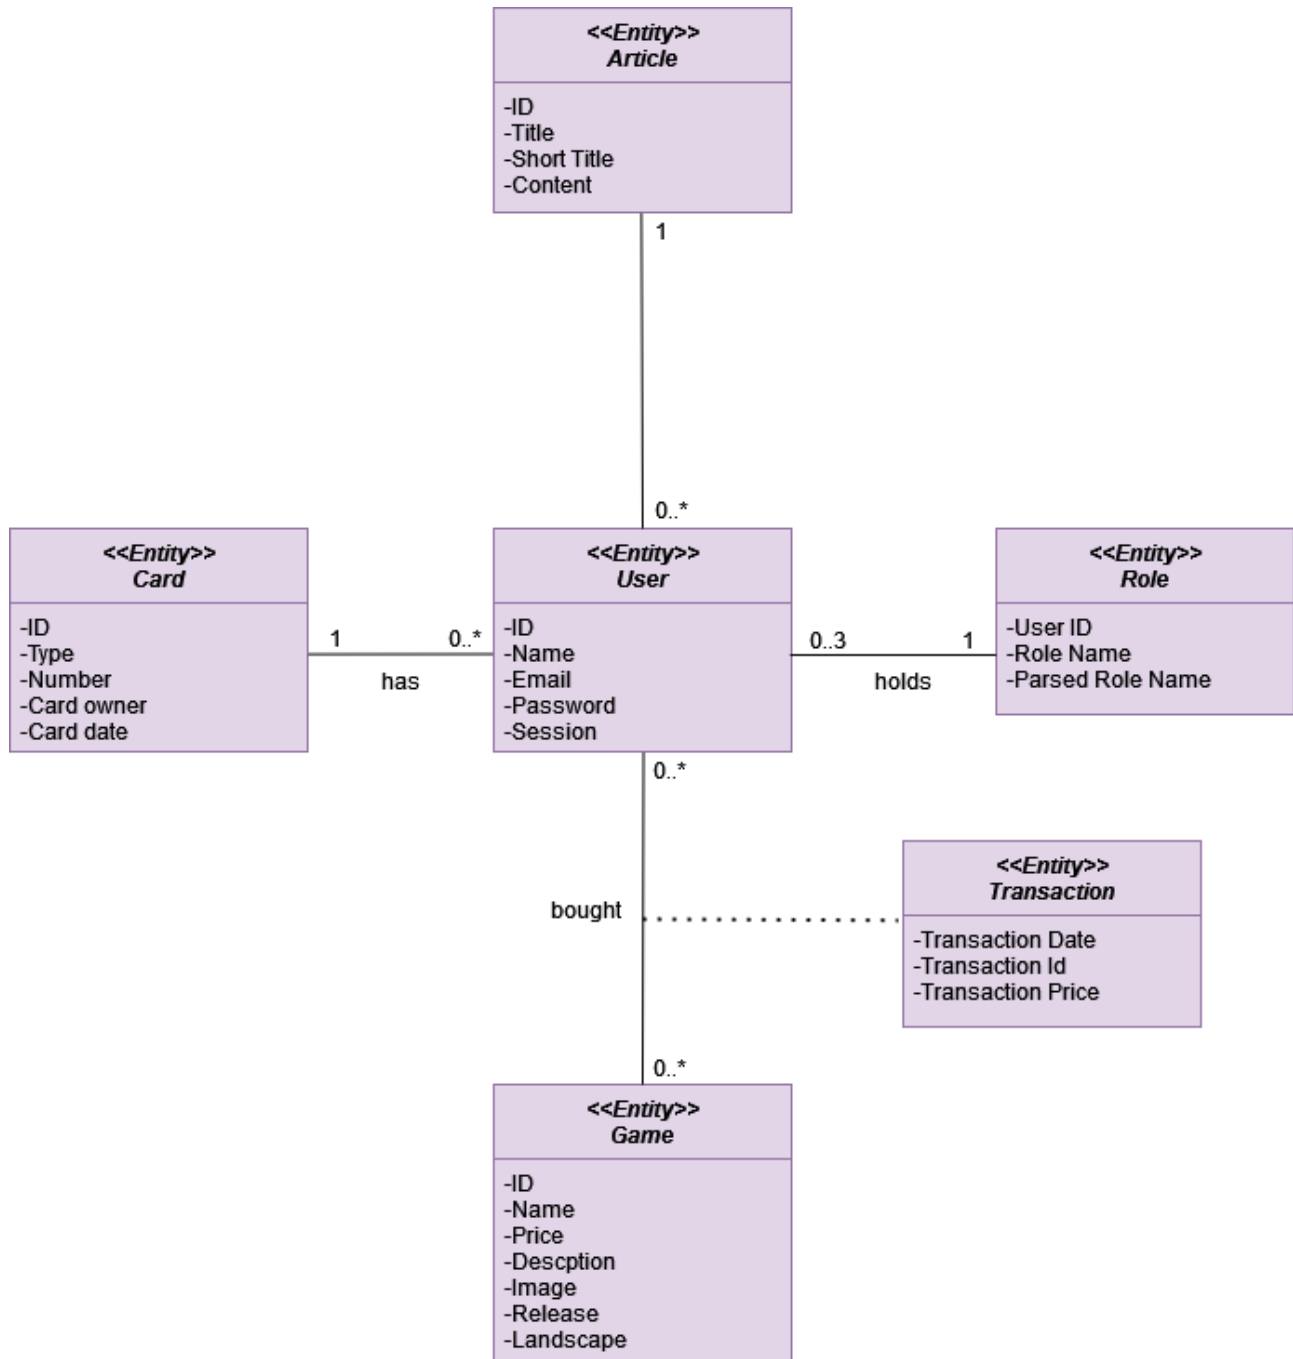 <<Entity>>
Article
-ID
-Title
-Short Title
-Content
1
0..*
<<Entity>>
Card
-ID
-Type
-Number
-Card owner
-Card date
1
0..*
has
<<Entity>>
User
-ID
-Name
-Email
-Password
-Session
0..3
1
holds
<<Entity>>
Role
-User ID
-Role Name
-Parsed Role Name
0..*
bought
<<Entity>>
Transaction
-Transaction Date
-Transaction Id
-Transaction Price
0..*
<<Entity>>
Game
-ID
-Name
-Price
-Descption
-Image
-Release
-Landscape